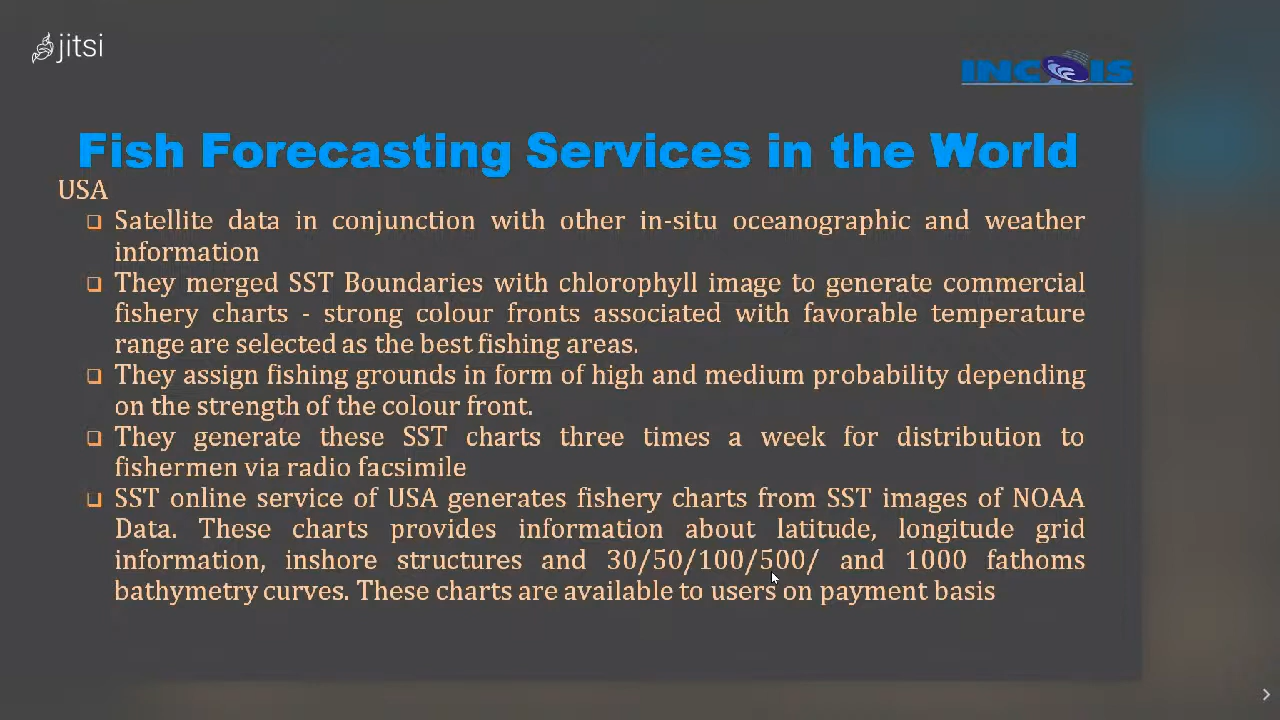 jitsi
INCOIS
Fish Forecasting Services in the World
USA
Satellite data in conjunction with other in-situ oceanographic and weather
information
They merged SST Boundaries with chlorophyll image to generate commercial
fishery charts - strong colour fronts associated with favorable temperature
range are selected as the best fishing areas.
They assign fishing grounds in form of high and medium probability depending
on the strength of the colour front.
They generate these SST charts three times a week for distribution to
fishermen via radio facsimile
SST online service of USA generates fishery charts from SST images of NOAA
Data. These charts provides information about latitude, longitude grid
information, inshore structures and 30/50/100/500/ and 1000 fathoms
bathymetry curves. These charts are available to users on payment basis